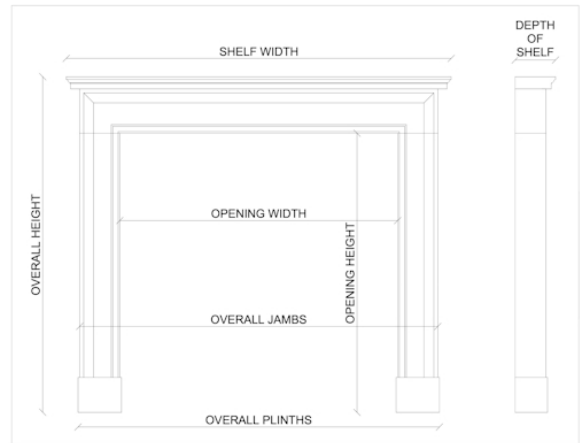 SHELF WIDTH
DEPTH
OF
SHELF
OVERALL HEIGHT
OPENING WIDTH
OPENING HEIGHT
OVERALL JAMBS
OVERALL PLINTHS